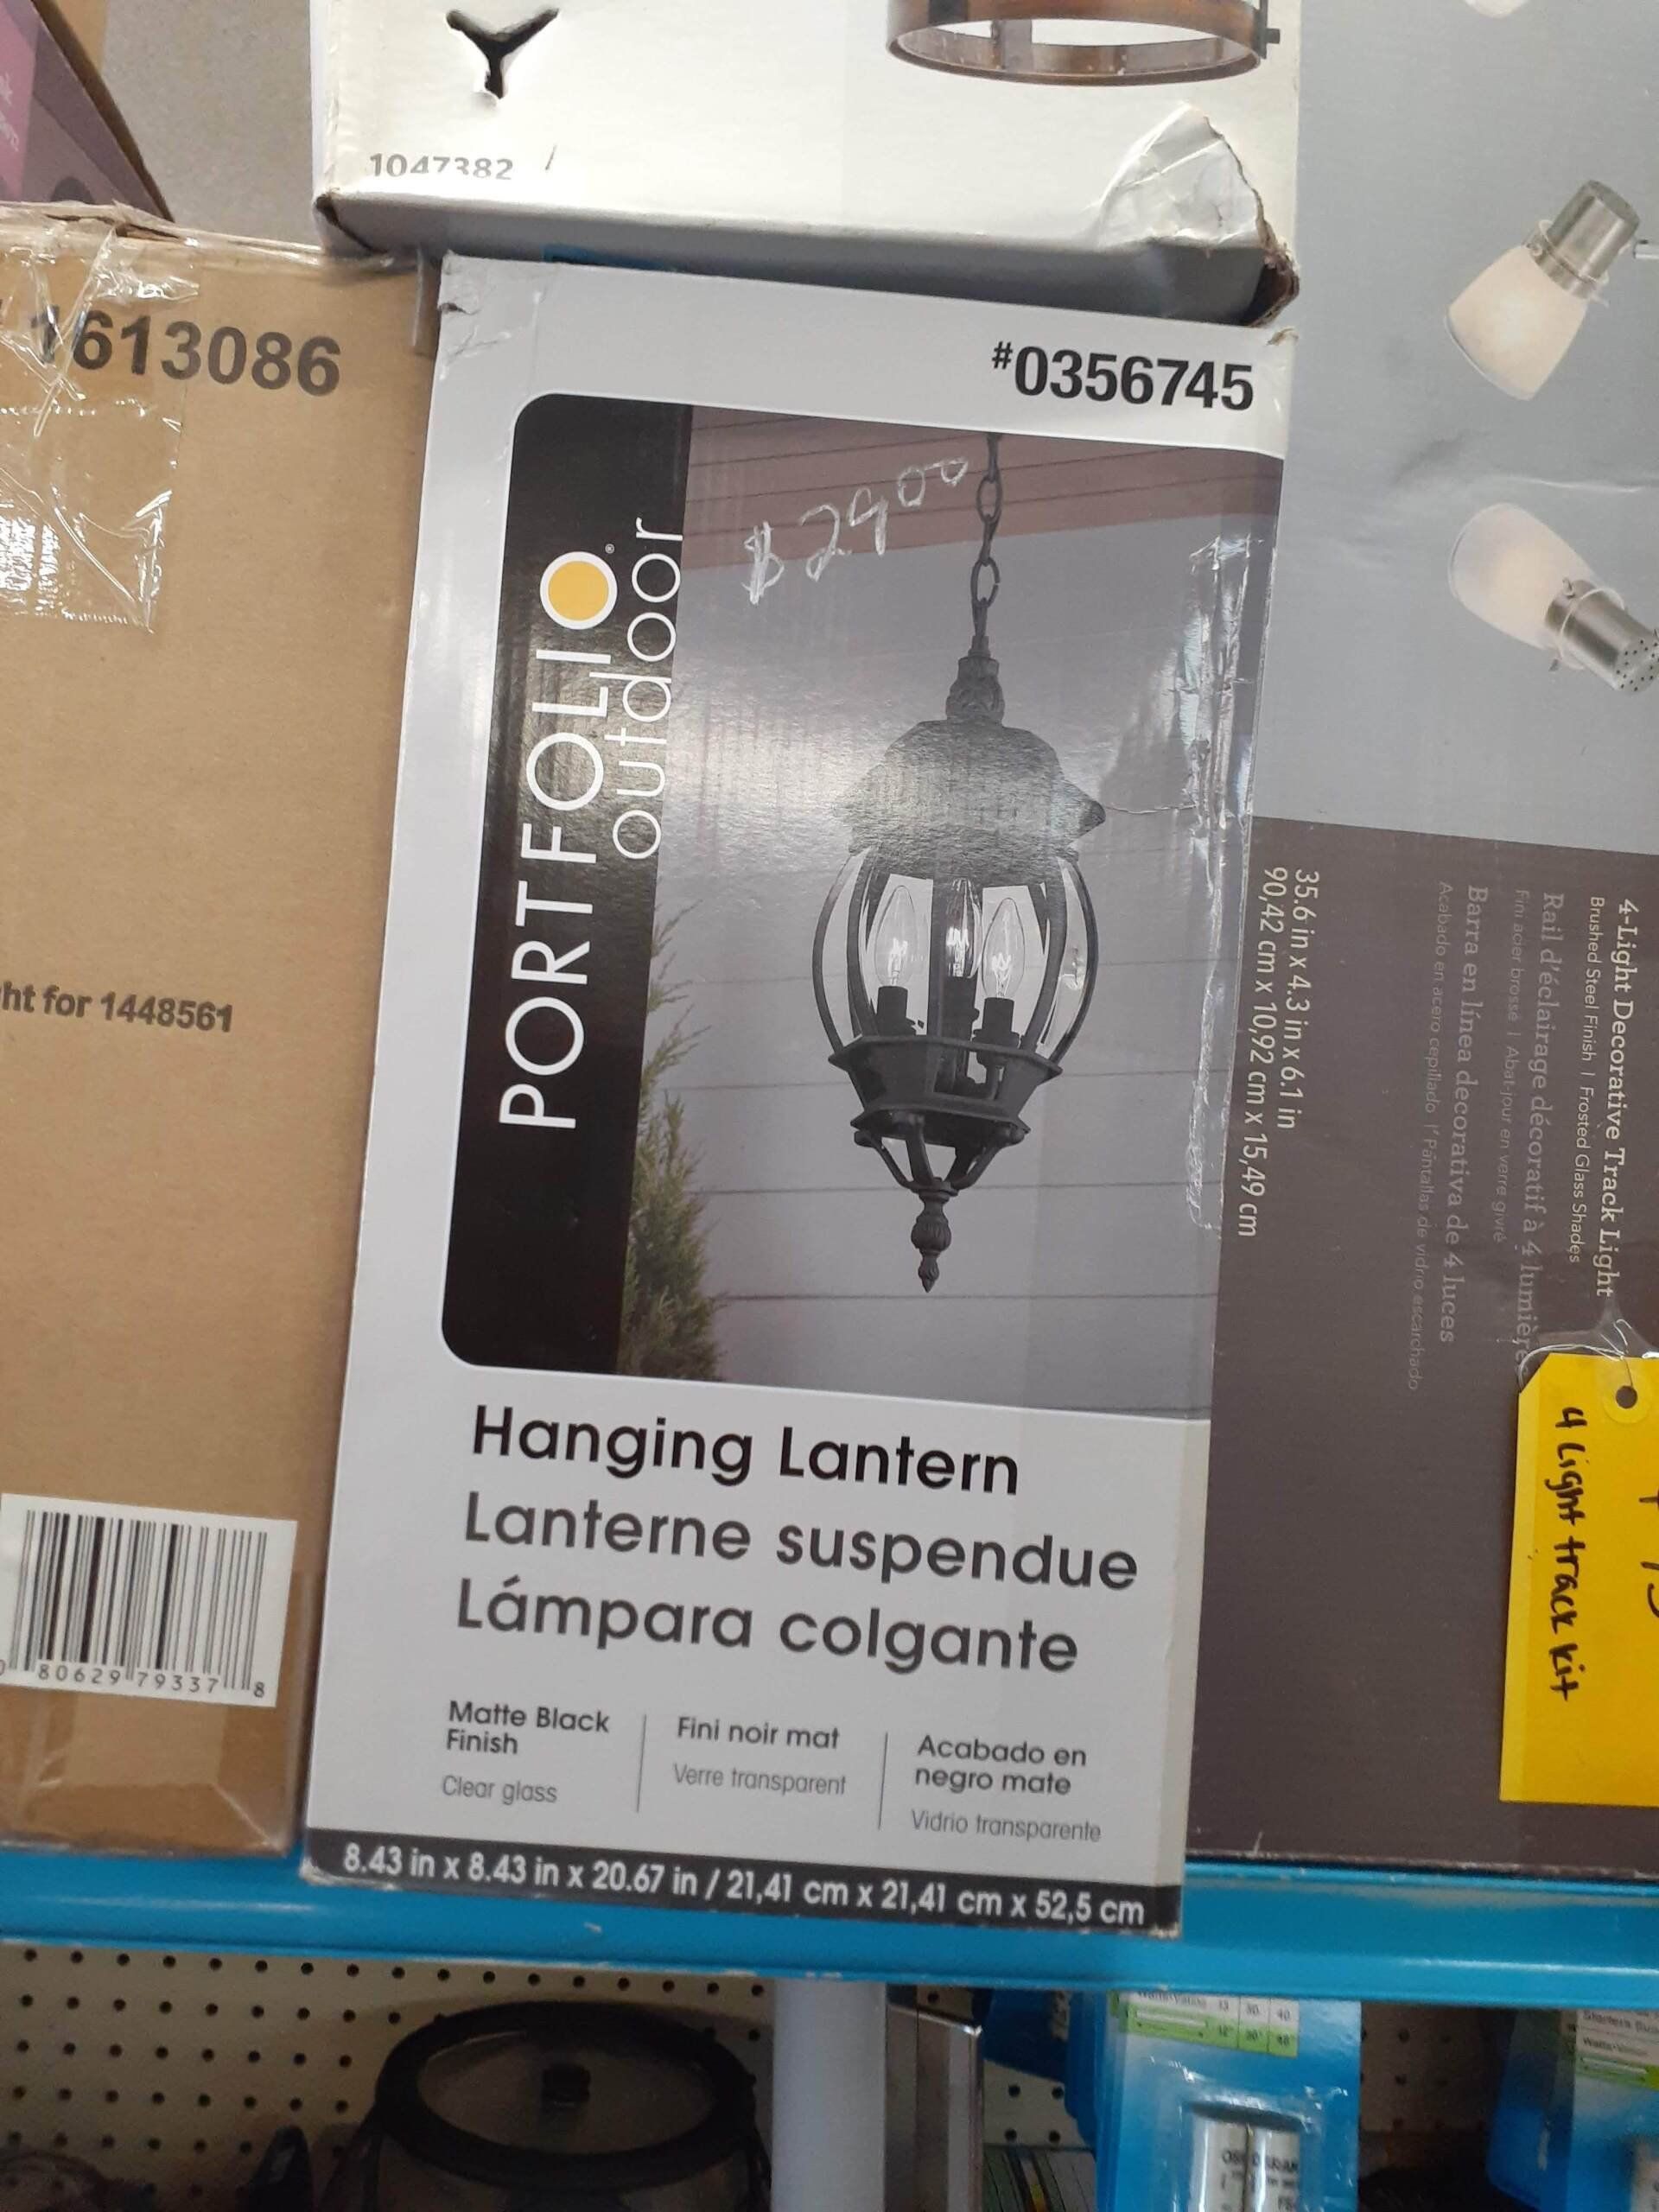 1047382
1613086
ht for 1448561
80629 79337 8
#0356745
$29.00
PORTFOLIO®
outdoor
Hanging Lantern
Lanterne suspendue
Lámpara colgante
Matte Black
Finish
Clear glass
Fini noir mat
Verre transparent
Acabado en
negro mate
Vidrio transparente
8.43 in x 8.43 in x 20.67 in / 21,41 cm x 21,41 cm x 52,5 cm
35.6 in x 4.3 in x 6.1 in
90,42 cm x 10,92 cm x 15,49 cm
4-Light Decorative Track Light
Brushed Steel Finish | Frosted Glass Shades
Rail d'éclairage décoratif à 4 lumières
Fini acier brossé | Abat-jour en verre givré
Barra en línea decorativa de 4 luces
Acabado en acero cepillado | Pantallas de vidrio escarchado
4 Light track kit